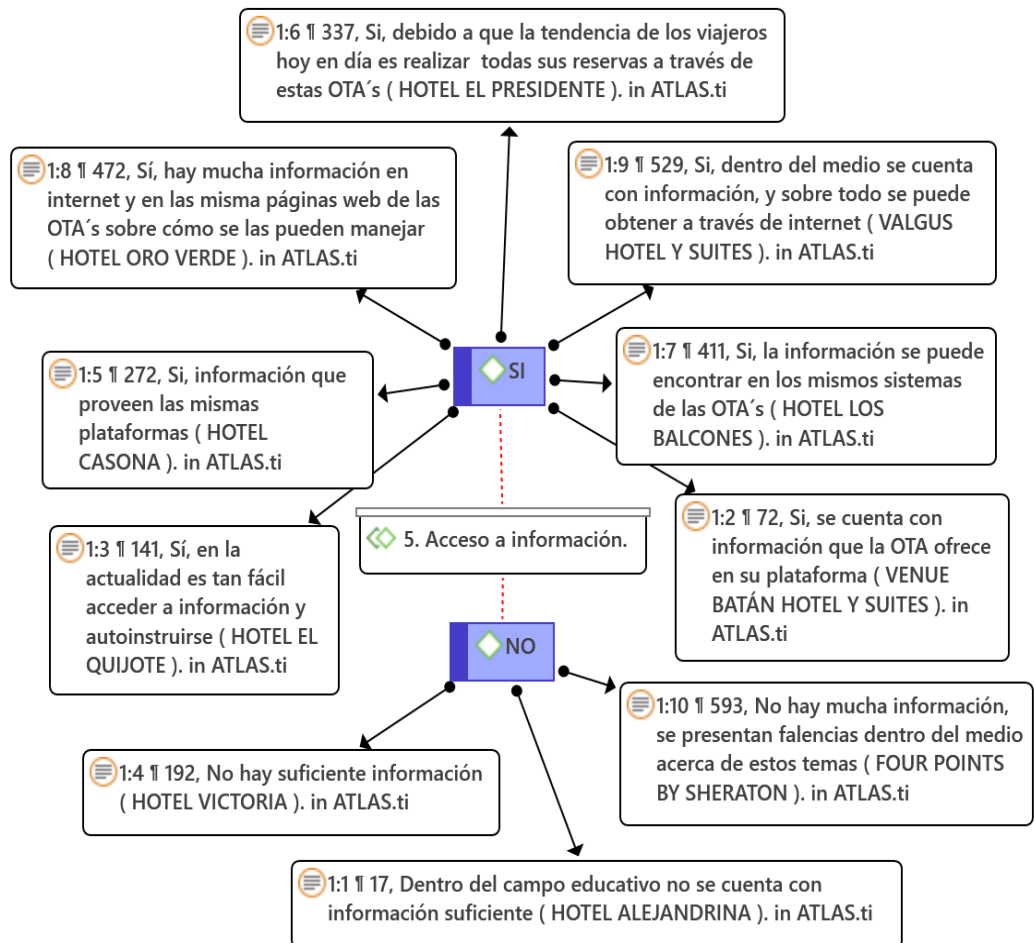 1:6 ¶ 337, Si, debido a que la tendencia de los viajeros
hoy en día es realizar  todas sus reservas a través de
estas OTA´s ( HOTEL EL PRESIDENTE ). in ATLAS.ti
1:8 ¶ 472, Sí, hay mucha información en
internet y en las misma páginas web de las
OTA´s sobre cómo se las pueden manejar
( HOTEL ORO VERDE ). in ATLAS.ti
1:9 ¶ 529, Si, dentro del medio se cuenta
con información, y sobre todo se puede
obtener a través de internet ( VALGUS
HOTEL Y SUITES ). in ATLAS.ti
SI
1:5 ¶ 272, Si, información que
proveen las mismas
plataformas ( HOTEL
CASONA ). in ATLAS.ti
1:7 ¶ 411, Si, la información se puede
encontrar en los mismos sistemas
de las OTA´s ( HOTEL LOS
BALCONES ). in ATLAS.ti
1:3 ¶ 141, Sí, en la
actualidad es tan fácil
acceder a información y
autoinstruirse ( HOTEL EL
QUIJOTE ). in ATLAS.ti
5. Acceso a información.
1:2 ¶ 72, Si, se cuenta con
información que la OTA ofrece
en su plataforma ( VENUE
BATÁN HOTEL Y SUITES ). in
ATLAS.ti
NO
1:4 ¶ 192, No hay suficiente información
( HOTEL VICTORIA ). in ATLAS.ti
1:10 ¶ 593, No hay mucha información,
se presentan falencias dentro del medio
acerca de estos temas ( FOUR POINTS
BY SHERATON ). in ATLAS.ti
1:1 ¶ 17, Dentro del campo educativo no se cuenta con
información suficiente ( HOTEL ALEJANDRINA ). in ATLAS.ti